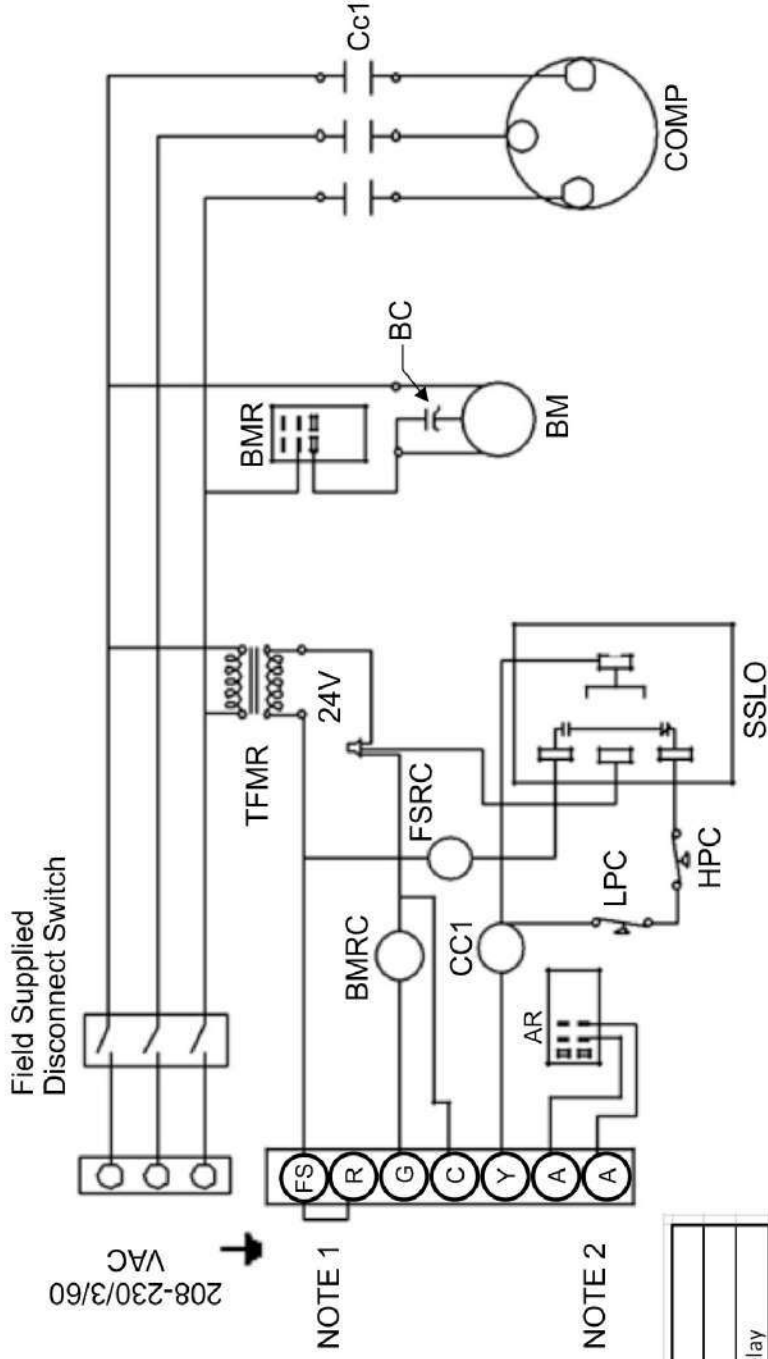 Field Supplied
Disconnect Switch
208-230/3/60
VAC
Cc1
COMP
BMR
BC
BM
TFMR
24V
NOTE 1
FS
R
G
C
Y
A
A
BMRC
FSRC
CC1
LPC
HPC
SSLO
AR
NOTE 2